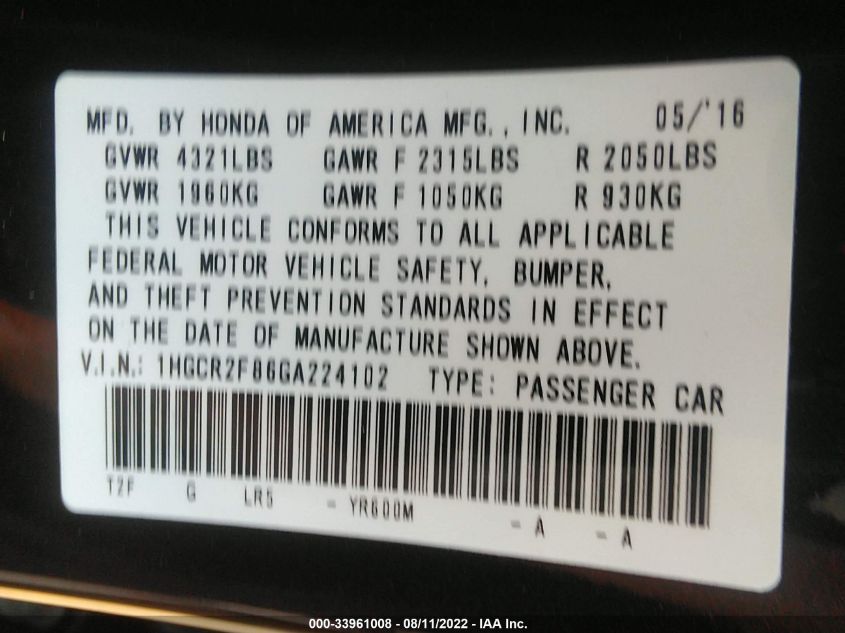 MFD. BY HONDA OF AMERICA MFG., INC. 05/'16
GVWR 4321LBS GAWR F 2315LBS R 2050LBS
GVWR 1960KG GAWR F 1050KG R 930KG
THIS VEHICLE CONFORMS TO ALL APPLICABLE
FEDERAL MOTOR VEHICLE SAFETY, BUMPER,
AND THEFT PREVENTION STANDARDS IN EFFECT
ON THE DATE OF MANUFACTURE SHOWN ABOVE.
V.I.N.: 1HGCR2F86GA224102 TYPE: PASSENGER CAR
T2F G LR5 - YR600M - A - A
000-33961008 - 08/11/2022 - IAA Inc.